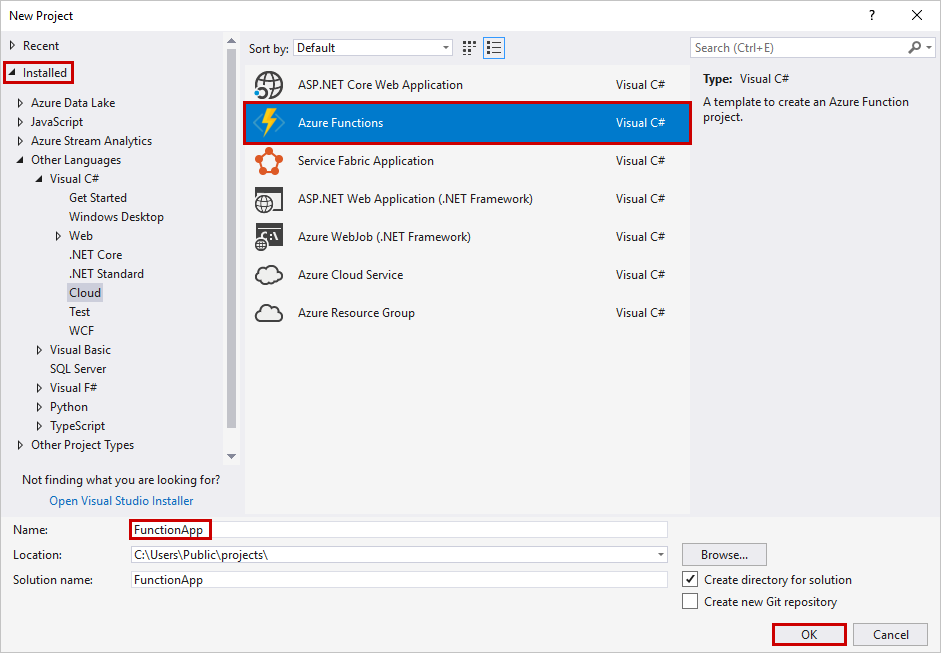 New Project
?
Recent
Installed
Azure Data Lake
JavaScript
Azure Stream Analytics
Other Languages
Visual C#
Get Started
Windows Desktop
Web
.NET Core
.NET Standard
Cloud
Test
WCF
Visual Basic
SQL Server
Visual F#
Python
TypeScript
Other Project Types
Not finding what you are looking for?
Open Visual Studio Installer
Sort by: Default
ASP.NET Core Web Application Visual C#
Azure Functions Visual C#
Service Fabric Application Visual C#
ASP.NET Web Application (.NET Framework) Visual C#
Azure WebJob (.NET Framework) Visual C#
Azure Cloud Service Visual C#
Azure Resource Group Visual C#
Search (Ctrl+E)
Type: Visual C#
A template to create an Azure Function
project.
Name: FunctionApp
Location: C:\Users\Public\projects\
Browse...
Solution name: FunctionApp
Create directory for solution
Create new Git repository
OK
Cancel